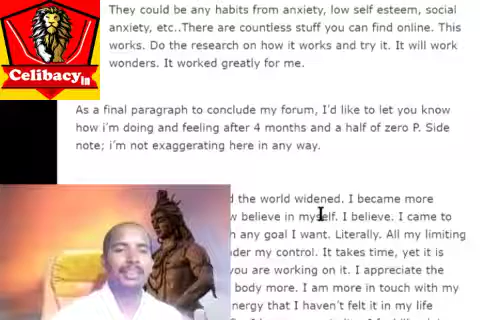 Celibacy in
They could be any habits from anxiety, low self esteem, social
anxiety, etc..There are countless stuff you can find online. This
works. Do the research on how it works and try it. It will work
wonders. It worked greatly for me.
As a final paragraph to conclude my forum, I'd like to let you know
how i'm doing and feeling after 4 months and a half of zero P. Side
note; i'm not exaggerating here in any way.
the world widened. I became more
believe in myself. I believe. I came to
any goal I want. Literally. All my limiting
my control. It takes time, yet it is
you are working on it. I appreciate the
body more. I am more in touch with my
that I haven't felt it in my life